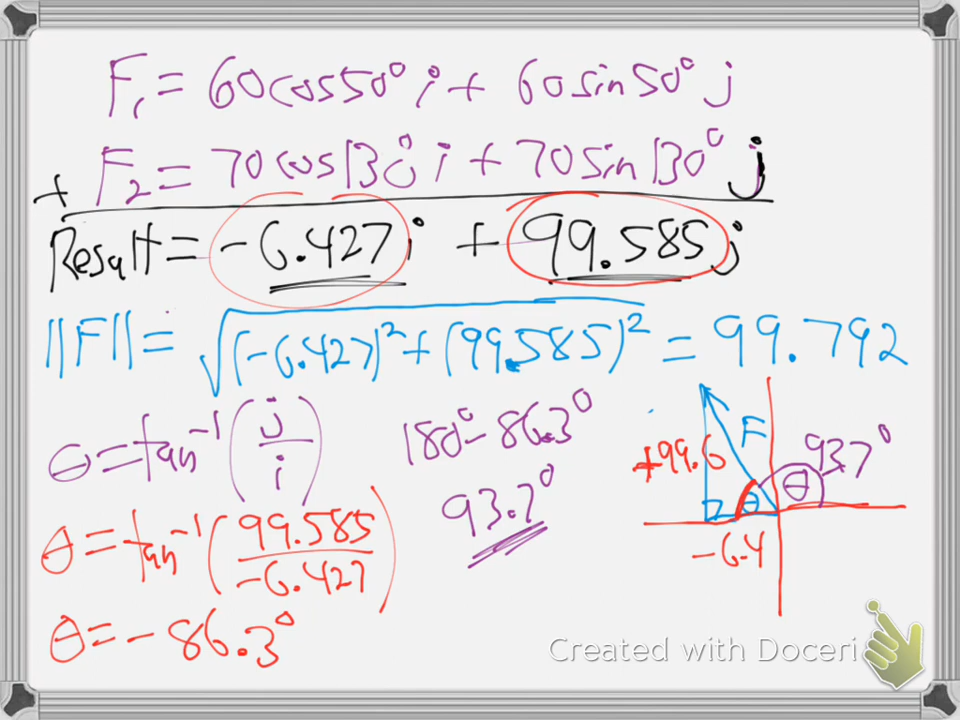 F₁ = 60cos50° i + 60sin50° j
+ F₂ = 70cos130° i + 70sin130° j
Result = -6.427i + 99.585j
||F|| = √(-6.427)² + (99.585)² = 99.792
θ = tan⁻¹(j/i)
180° - 86.3°
93.7°
θ = tan⁻¹(99.585/-6.427)
θ = -86.3°
+99.6
F
93.7°
θ
θ
-6.4
Created with Doceri